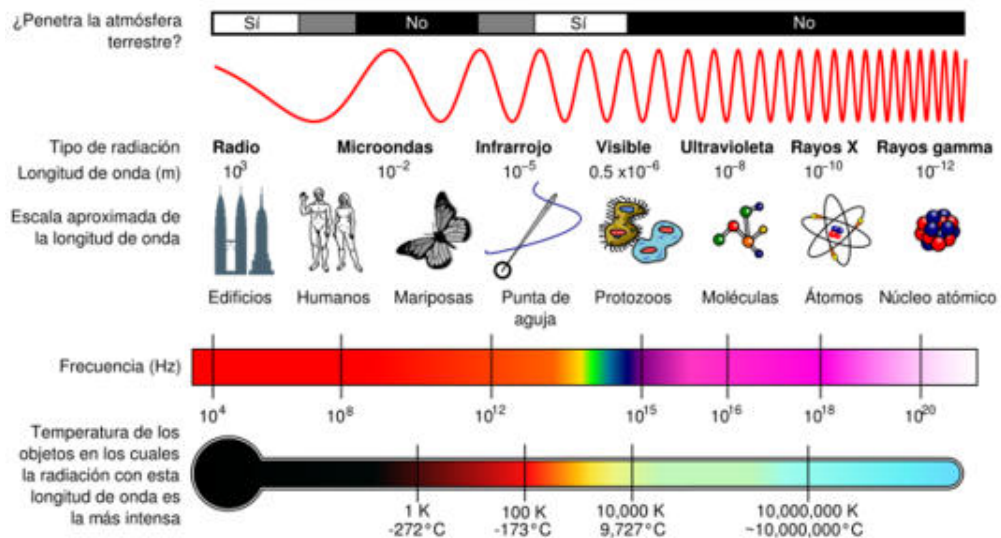 ¿Penetra la atmósfera
terrestre?
Sí
No
Sí
No
Tipo de radiación
Radio
Microondas
Infrarrojo
Visible
Ultravioleta
Rayos X
Rayos gamma
Longitud de onda (m)
10³
10⁻²
10⁻⁵
0.5 x10⁻⁶
10⁻⁸
10⁻¹⁰
10⁻¹²
Escala aproximada de
la longitud de onda
Edificios
Humanos
Mariposas
Punta de
aguja
Protozoos
Moléculas
Átomos
Núcleo atómico
Frecuencia (Hz)
10⁴
10⁸
10¹²
10¹⁵
10¹⁶
10¹⁸
10²⁰
Temperatura de los
objetos en los cuales
la radiación con esta
longitud de onda es
la más intensa
1 K
-272°C
100 K
-173°C
10,000 K
9,727°C
10,000,000 K
~10,000,000°C